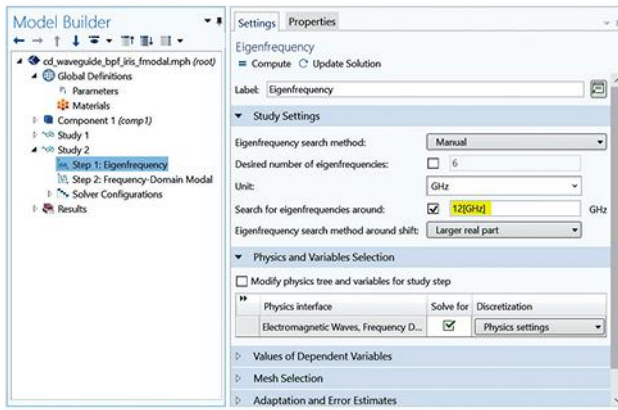 Model Builder
cd_waveguide_bpf_iris_fmodal.mph (root)
Global Definitions
Parameters
Materials
Component 1 (comp1)
Study 1
Study 2
Step 1: Eigenfrequency
Step 2: Frequency-Domain Modal
Solver Configurations
Results
Settings Properties
Eigenfrequency
= Compute Update Solution
Label: Eigenfrequency
Study Settings
Eigenfrequency search method: Manual
Desired number of eigenfrequencies: 6
Unit: GHz
Search for eigenfrequencies around: 12[GHz] GHz
Eigenfrequency search method around shift: Larger real part
Physics and Variables Selection
Modify physics tree and variables for study step
Physics interface Solve for Discretization
Electromagnetic Waves, Frequency D... Physics settings
Values of Dependent Variables
Mesh Selection
Adaptation and Error Estimates